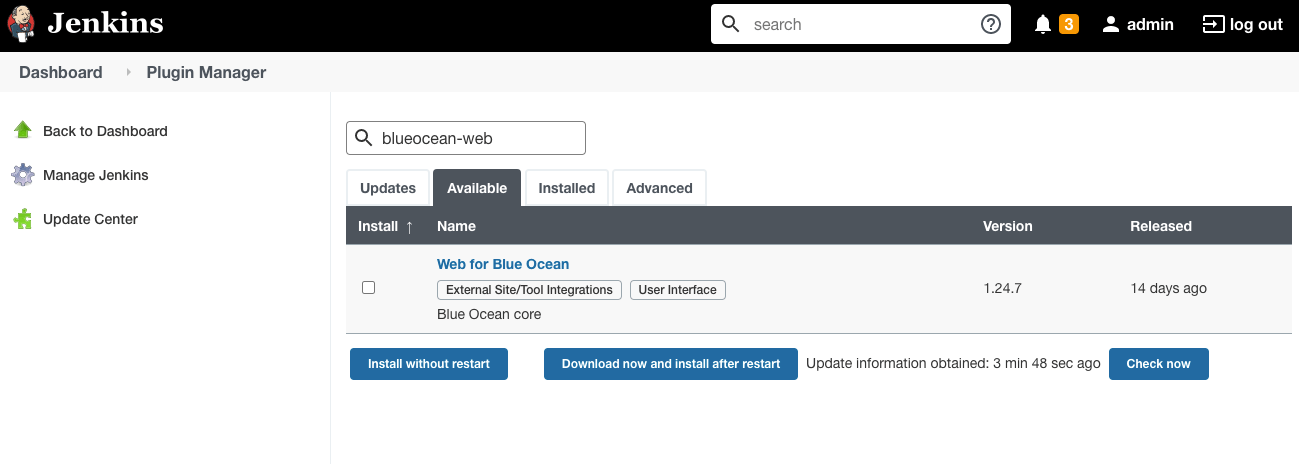 Jenkins
search
3
admin
log out
Dashboard
Plugin Manager
Back to Dashboard
Manage Jenkins
Update Center
blueocean-web
Updates
Available
Installed
Advanced
Install ↑
Name
Version
Released
Web for Blue Ocean
External Site/Tool Integrations
User Interface
Blue Ocean core
1.24.7
14 days ago
Install without restart
Download now and install after restart
Update information obtained: 3 min 48 sec ago
Check now